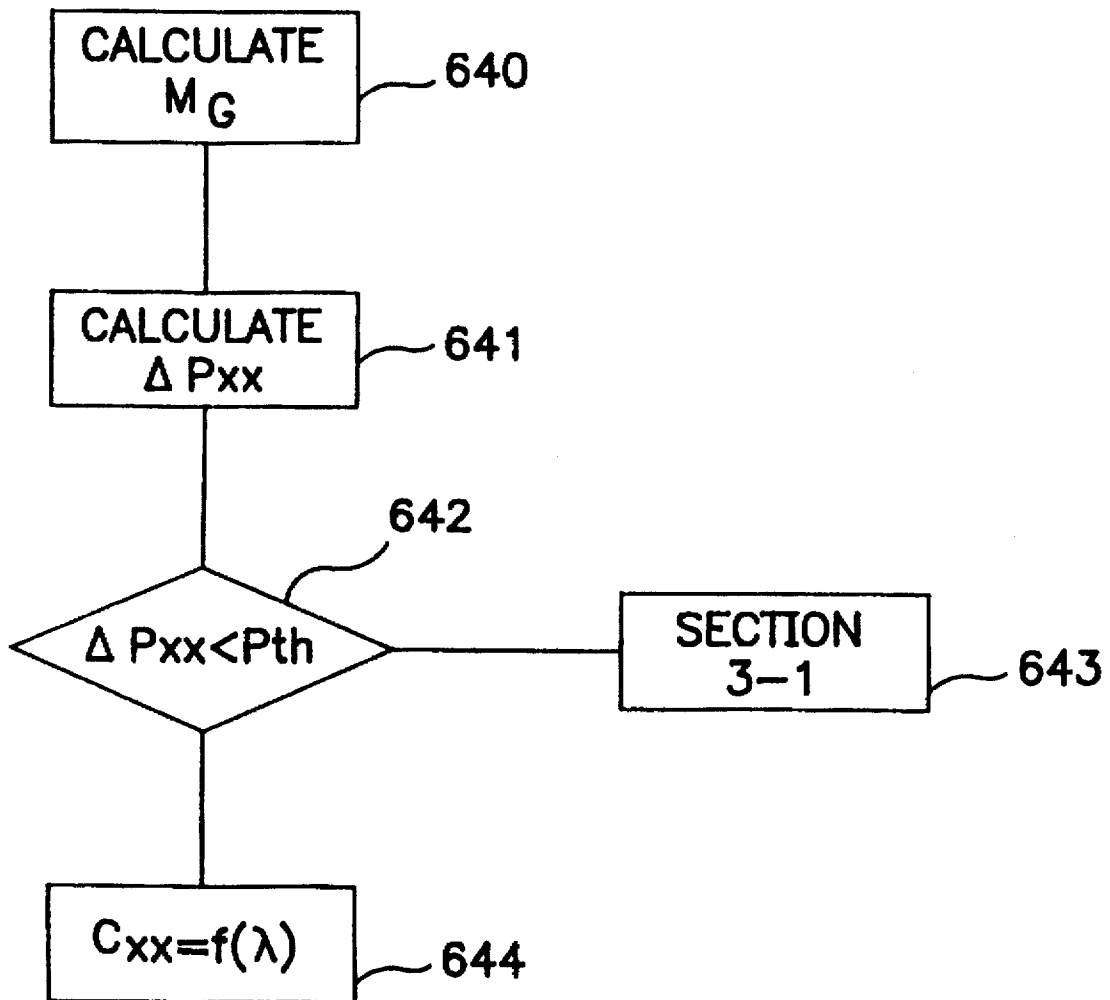 CALCULATE
M G
640
CALCULATE
Δ Pxx
641
642
Δ Pxx<Pth
SECTION
3-1
643
Cxx=f(λ)
644